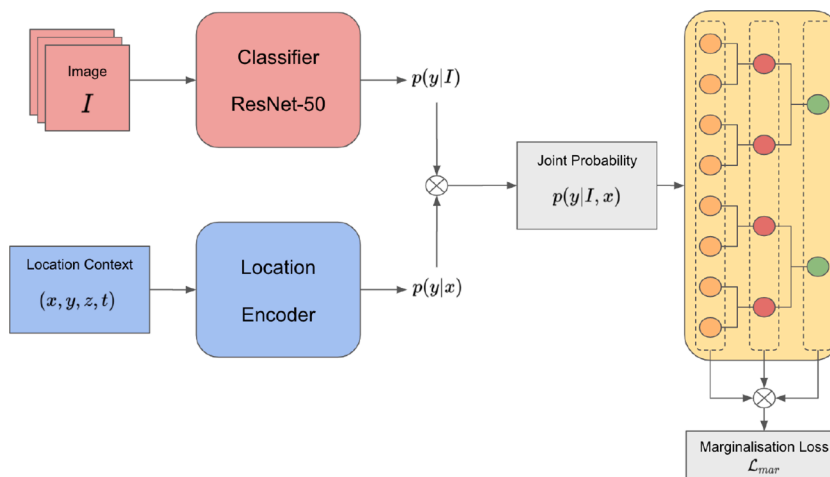 Image
I
Classifier
ResNet-50
p(y|I)
Joint Probability
p(y|I, x)
Location Context
(x, y, z, t)
Location
Encoder
p(y|x)
Marginalisation Loss
ℒmar